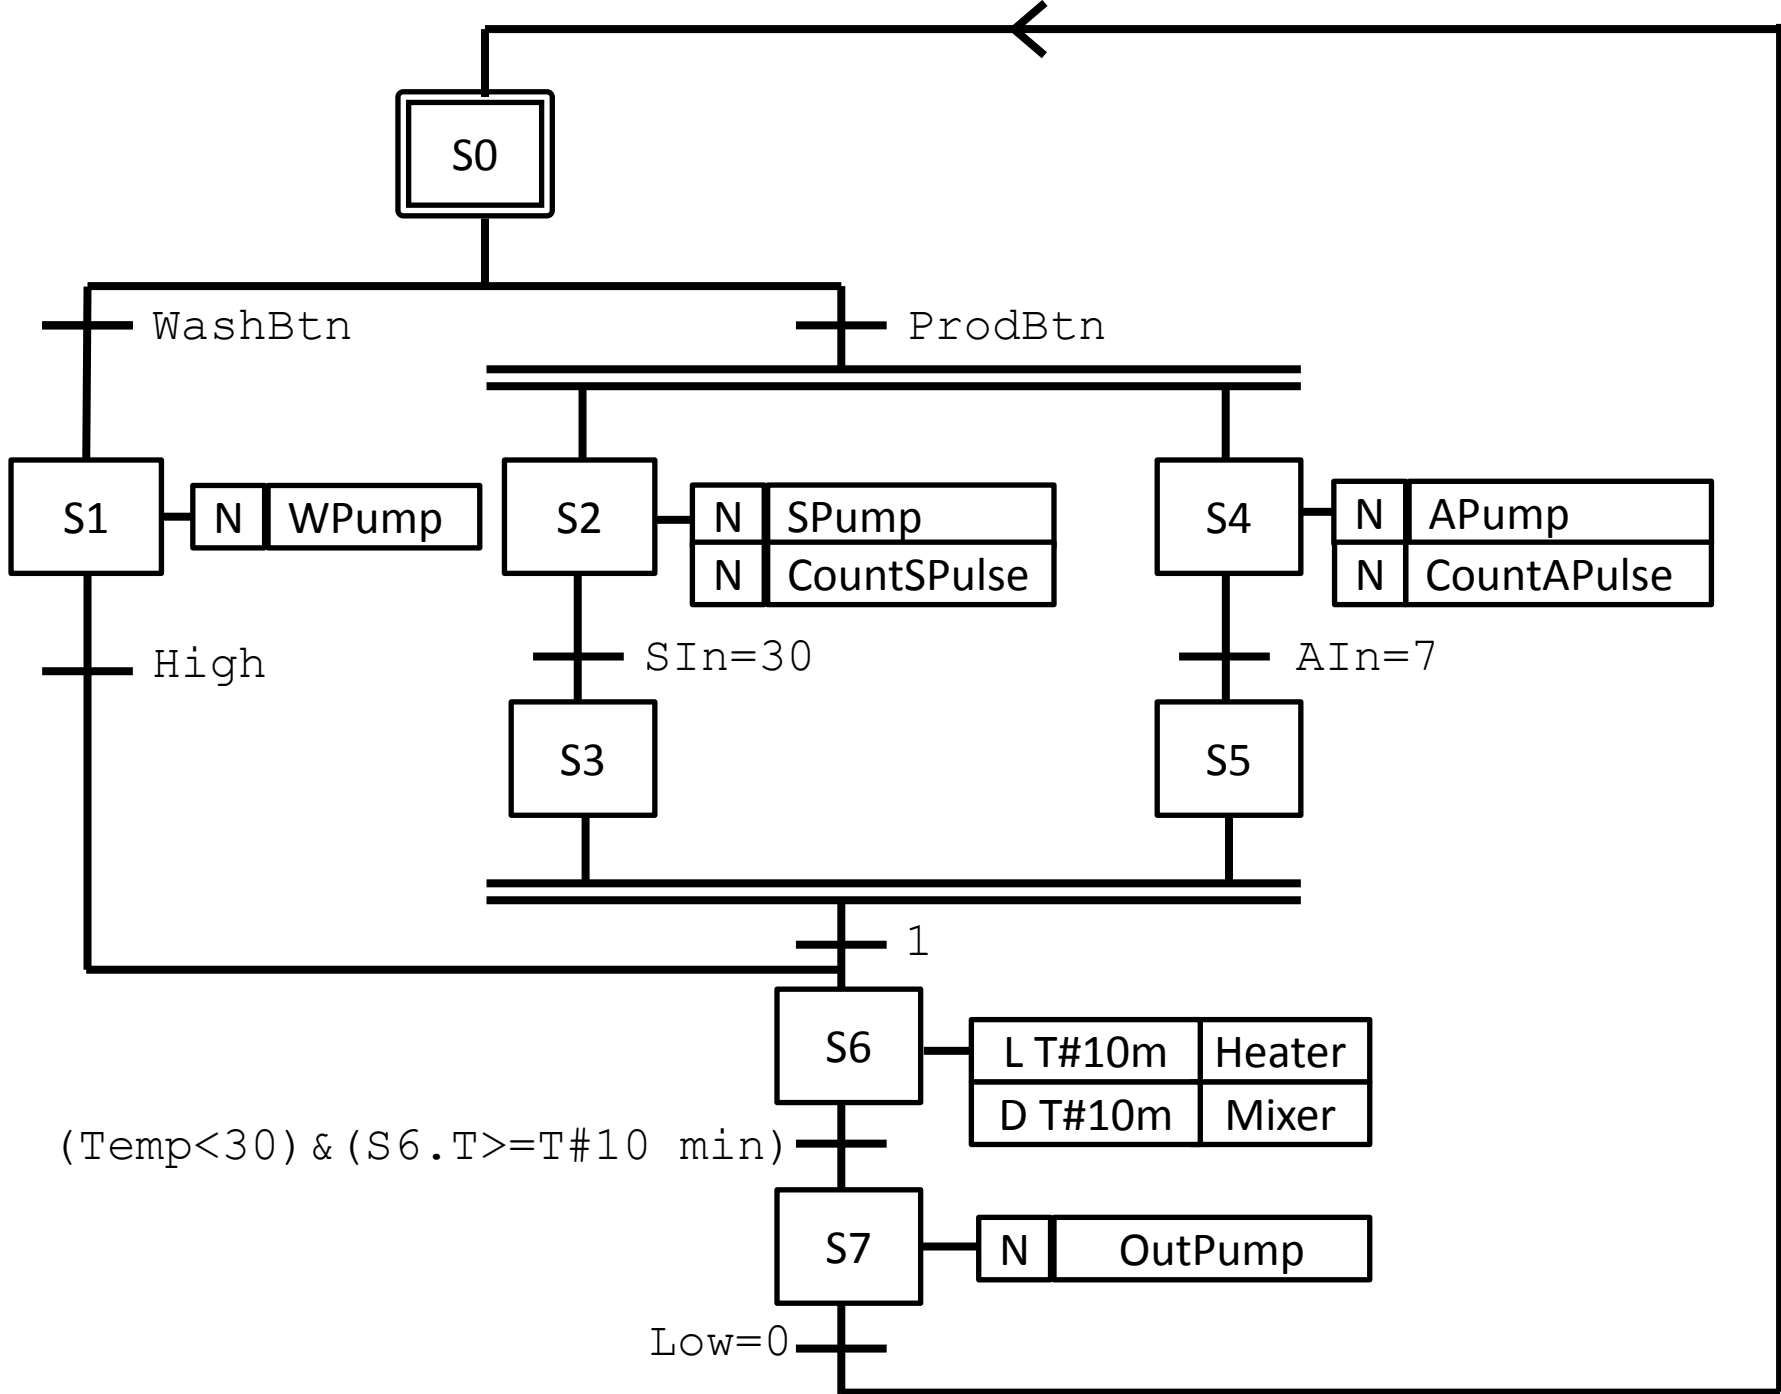 S0
WashBtn
ProdBtn
S1
N WPump
S2
N SPump
N CountSPulse
S4
N APump
N CountAPulse
High
SIn=30
AIn=7
S3
S5
1
S6
L T#10m Heater
D T#10m Mixer
(Temp<30)&(S6.T>=T#10 min)
S7
N OutPump
Low=0